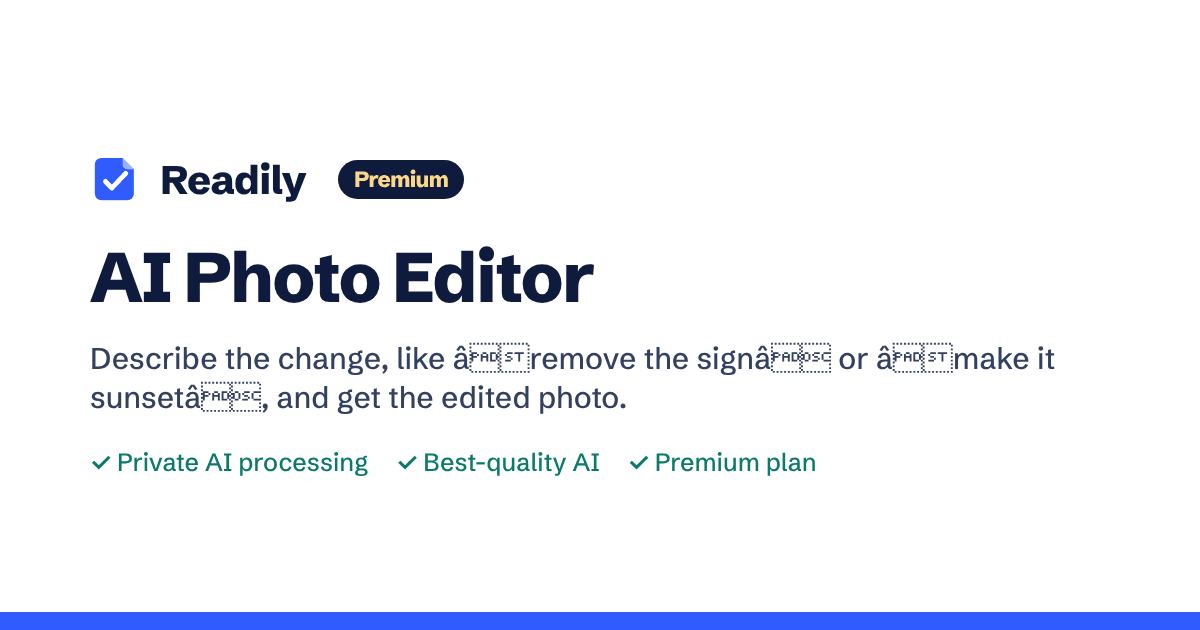 Readily Premium
AI Photo Editor
Describe the change, like âremove the signâ or âmake it
sunsetâ, and get the edited photo.
✓ Private AI processing ✓ Best-quality AI ✓ Premium plan